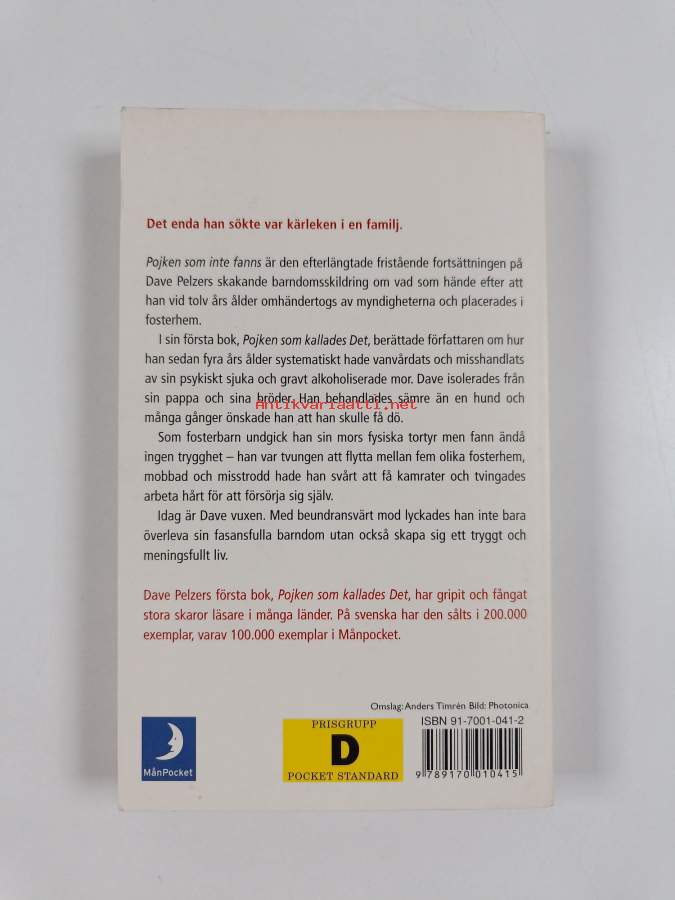 Det enda han sökte var kärleken i en familj.
Pojken som inte fanns är den efterlängtade fristående fortsättningen på
Dave Pelzers skakande barndomsskildring om vad som hände efter att
han vid tolv års ålder omhändertogs av myndigheterna och placerades i
fosterhem.
I sin första bok, Pojken som kallades Det, berättade författaren om hur
han sedan fyra års ålder systematiskt hade vanvårdats och misshandlats
av sin psykiskt sjuka och gravt alkoholiserade mor. Dave isolerades från
sin pappa och sina bröder. Han behandlades sämre än en hund och
Antikvariaatti.net
många gånger önskade han att han skulle få dö.
Som fosterbarn undgick han sin mors fysiska tortyr men fann ändå
ingen trygghet – han var tvungen att flytta mellan fem olika fosterhem,
mobbad och misstrodd hade han svårt att få kamrater och tvingades
arbeta hårt för att försörja sig själv.
Idag är Dave vuxen. Med beundransvärt mod lyckades han inte bara
överleva sin fasansfulla barndom utan också skapa sig ett tryggt och
meningsfullt liv.
Dave Pelzers första bok, Pojken som kallades Det, har gripit och fångat
stora skaror läsare i många länder. På svenska har den sålts i 200.000
exemplar, varav 100.000 exemplar i Månpocket.
Omslag: Anders Timrén Bild: Photonica
ISBN 91-7001-041-2
PRISGRUPP
D
POCKET STANDARD
MånPocket
9 789170 010415